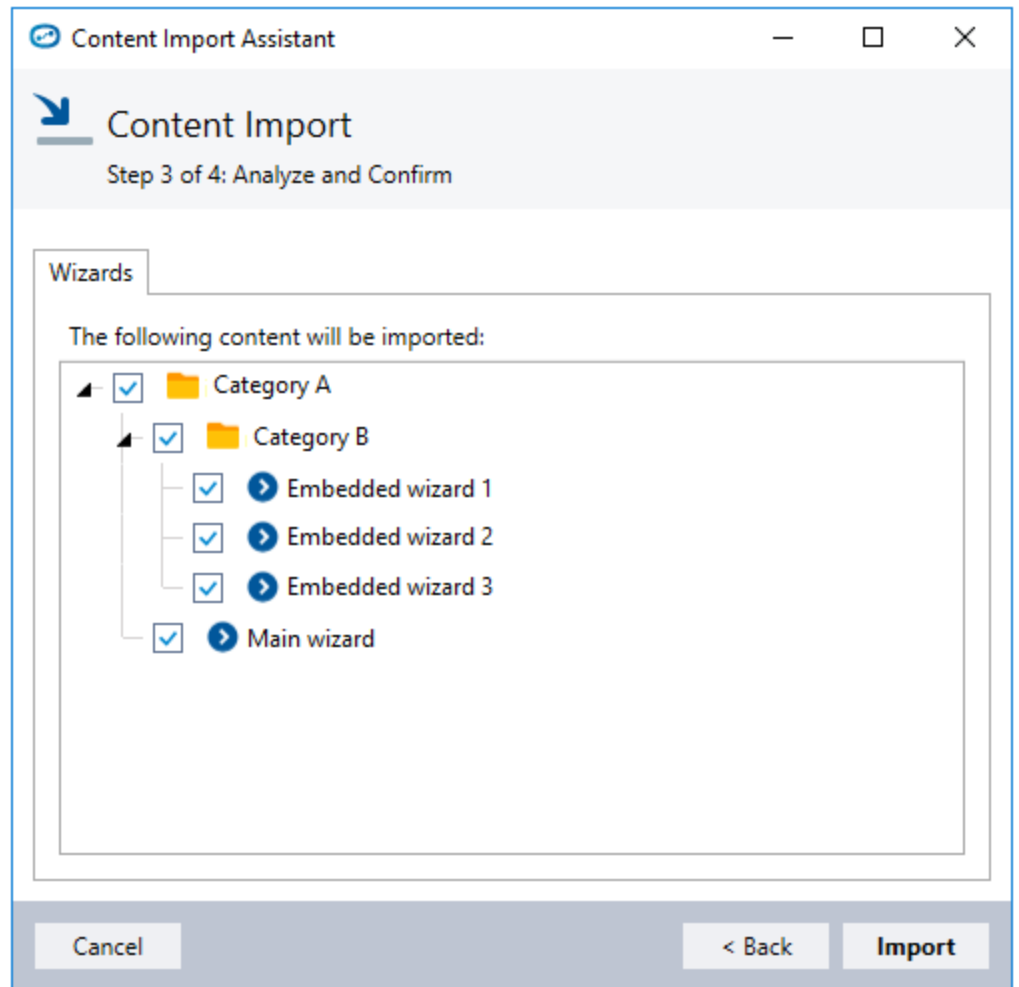 Content Import Assistant
Content Import
Step 3 of 4: Analyze and Confirm
Wizards
The following content will be imported:
Category A
Category B
Embedded wizard 1
Embedded wizard 2
Embedded wizard 3
Main wizard
Cancel
< Back
Import